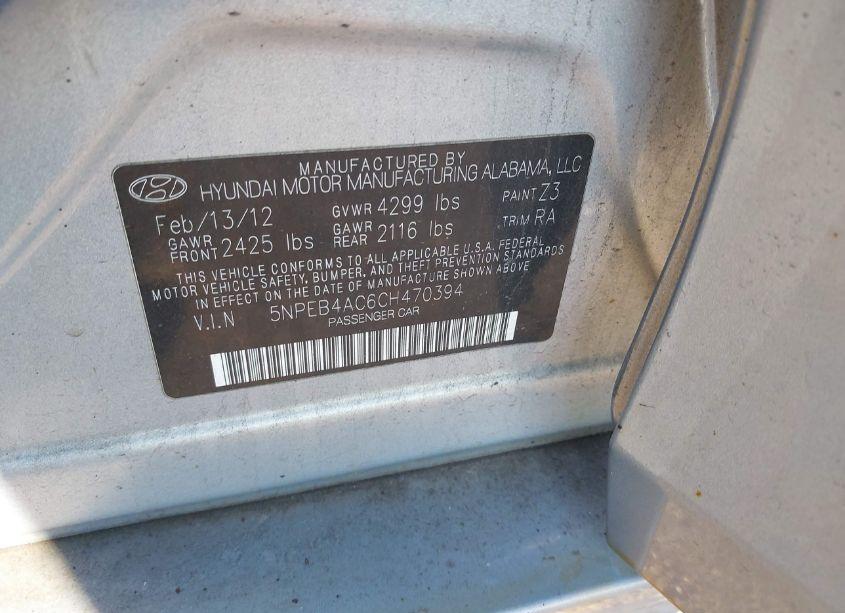 MANUFACTURED BY
HYUNDAI MOTOR MANUFACTURING ALABAMA, LLC
Feb/13/12 GVWR 4299 lbs PAINT Z3
GAWR FRONT 2425 lbs GAWR REAR 2116 lbs TRIM RA
THIS VEHICLE CONFORMS TO ALL APPLICABLE U.S.A. FEDERAL
MOTOR VEHICLE SAFETY, BUMPER, AND THEFT PREVENTION STANDARDS
IN EFFECT ON THE DATE OF MANUFACTURE SHOWN ABOVE
V.I.N 5NPEB4AC6CH470394
PASSENGER CAR